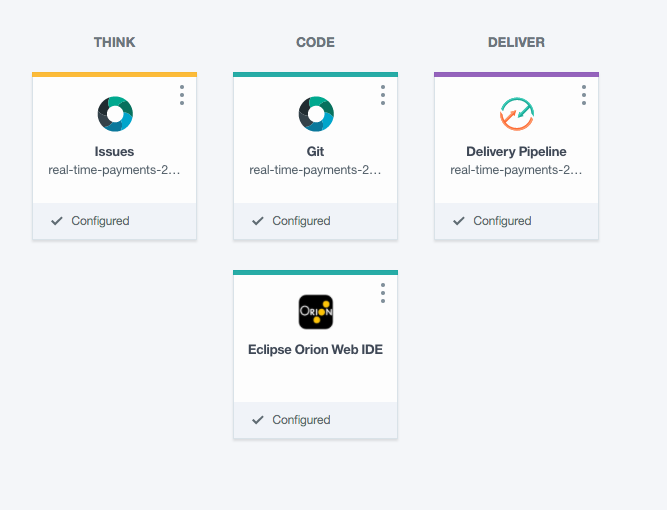 THINK
CODE
DELIVER
Issues
real-time-payments-2…
Configured
Git
real-time-payments-2…
Configured
Delivery Pipeline
real-time-payments-2…
Configured
ORION
Eclipse Orion Web IDE
Configured